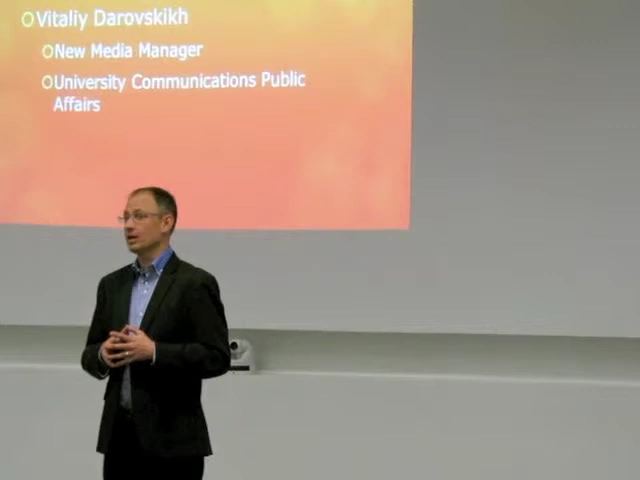 Vitaliy Darovskikh
New Media Manager
University Communications Public
Affairs